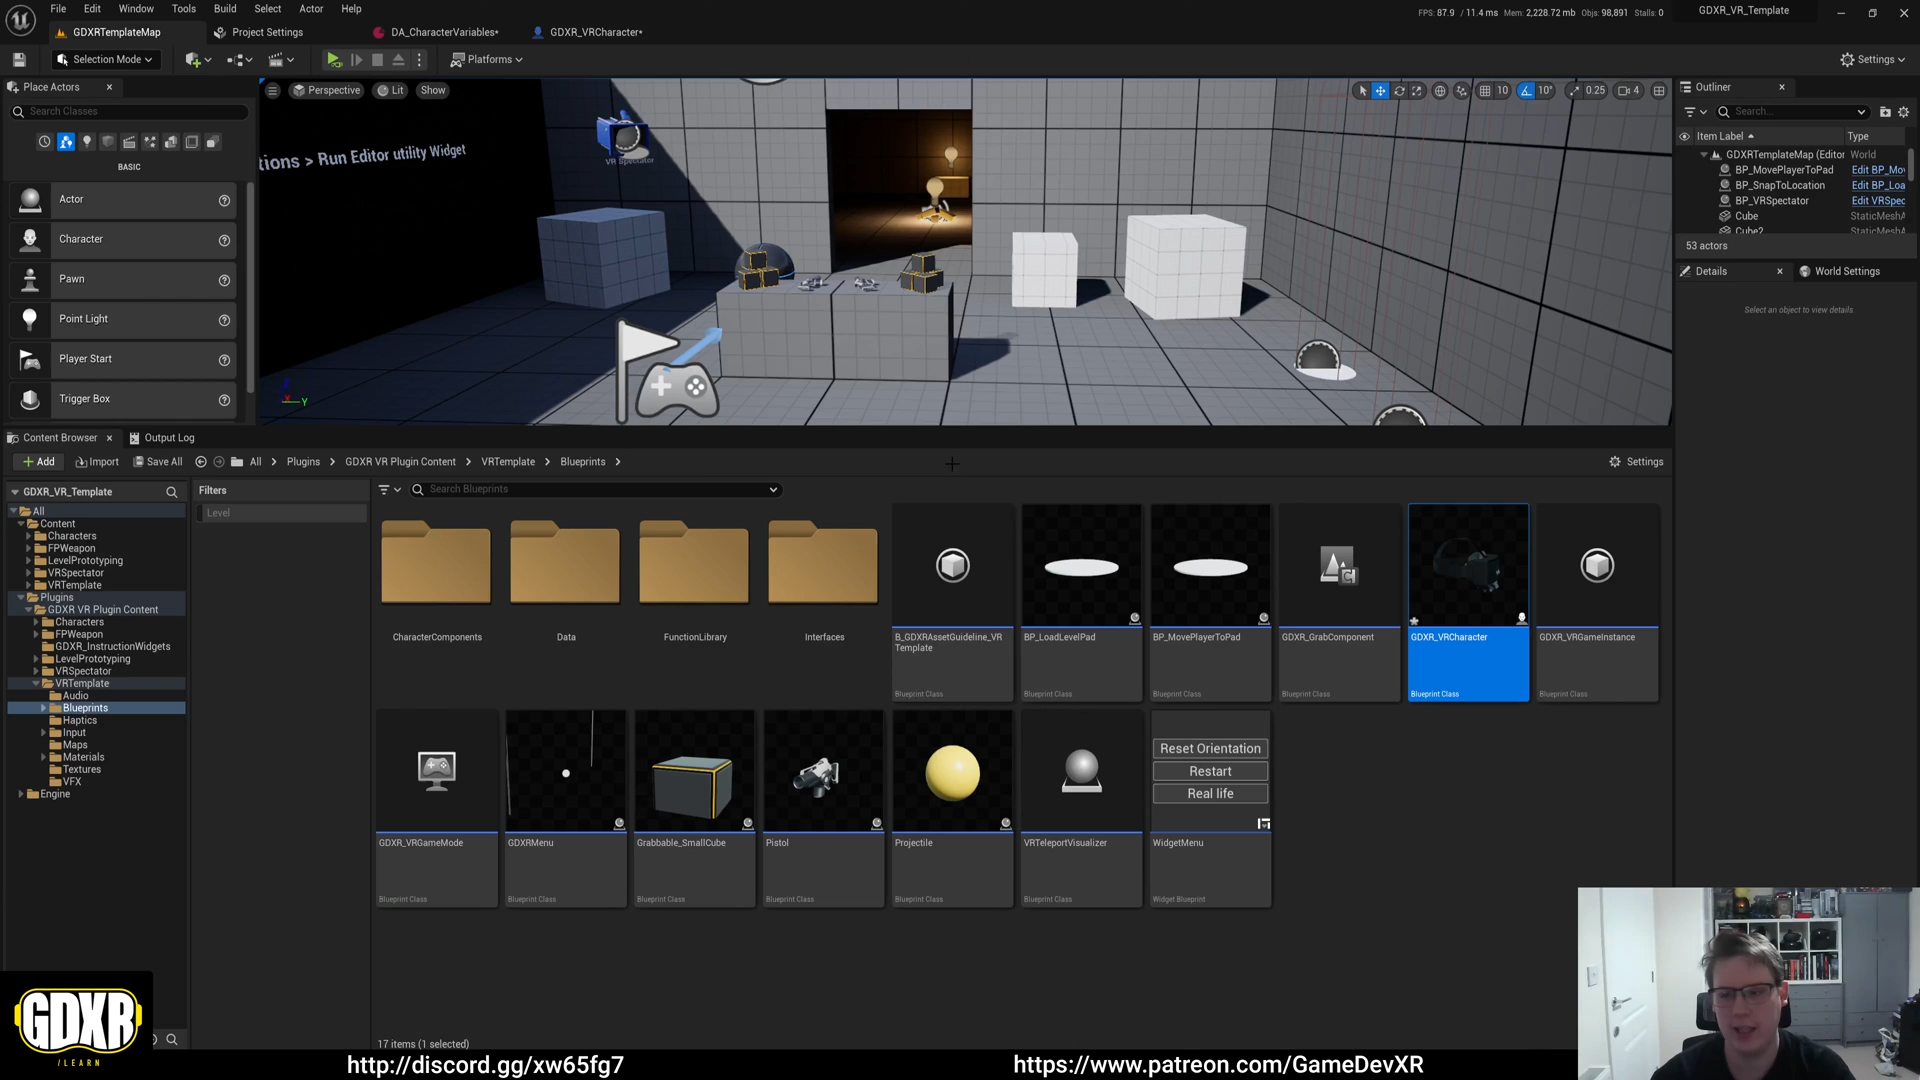 File Edit Window Tools Build Select Actor Help
FPS: 87.9 / 11.4 ms Mem: 2,228.72 mb Objs: 98,891 Stalls: 0
GDXR_VR_Template
GDXRTemplateMap
Project Settings
DA_CharacterVariables*
GDXR_VRCharacter*
Selection Mode
Platforms
Settings
Place Actors
Search Classes
BASIC
Actor
Character
Pawn
Point Light
Player Start
Trigger Box
Perspective
Lit
Show
10
10°
0.25
4
tions > Run Editor utility Widget
VR Spectator
Z
Y
Outliner
Search...
Item Label
Type
GDXRTemplateMap (Editor
World
BP_MovePlayerToPad
Edit BP_Mov
BP_SnapToLocation
Edit BP_Loa
BP_VRSpectator
Edit VRSpec
Cube
StaticMeshA
Cube2
StaticMeshA
53 actors
Details
World Settings
Select an object to view details.
Content Browser
Output Log
Add
Import
Save All
All > Plugins > GDXR VR Plugin Content > VRTemplate > Blueprints >
Settings
GDXR_VR_Template
All
Content
Characters
FPWeapon
LevelPrototyping
VRSpectator
VRTemplate
Plugins
GDXR VR Plugin Content
Characters
FPWeapon
GDXR_InstructionWidgets
LevelPrototyping
VRSpectator
VRTemplate
Audio
Blueprints
Haptics
Input
Maps
Materials
Textures
VFX
Engine
Filters
Level
Search Blueprints
CharacterComponents
Data
FunctionLibrary
Interfaces
B_GDXRAssetGuideline_VR
Template
Blueprint Class
BP_LoadLevelPad
Blueprint Class
BP_MovePlayerToPad
Blueprint Class
GDXR_GrabComponent
Blueprint Class
GDXR_VRCharacter
Blueprint Class
GDXR_VRGameInstance
Blueprint Class
GDXR_VRGameMode
Blueprint Class
GDXRMenu
Blueprint Class
Grabbable_SmallCube
Blueprint Class
Pistol
Blueprint Class
Projectile
Blueprint Class
VRTeleportVisualizer
Blueprint Class
Reset Orientation
Restart
Real life
WidgetMenu
Widget Blueprint
17 items (1 selected)
GDXR
/LEARN
http://discord.gg/xw65fg7
https://www.patreon.com/GameDevXR